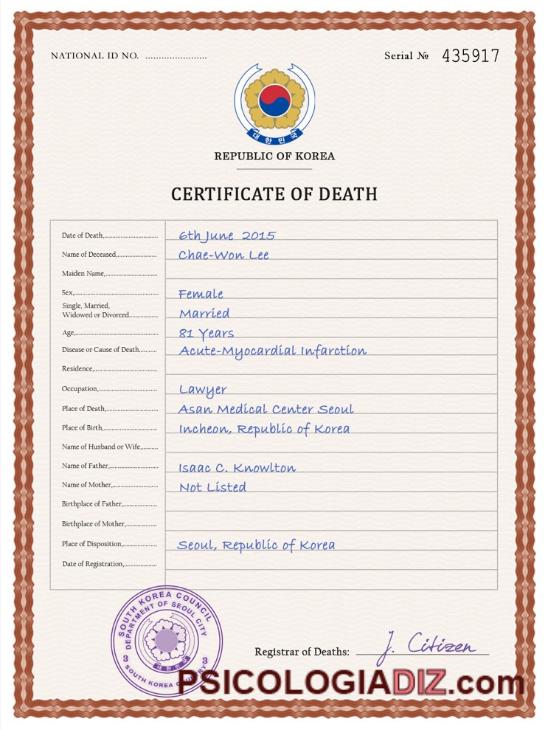 NATIONAL ID NO. ........................
Serial № 435917
대한민국
REPUBLIC OF KOREA
CERTIFICATE OF DEATH
Date of Death,..................... 6th June 2015
Name of Deceased,................ Chae-Won Lee
Maiden Name,.....................
Sex,................................. Female
Single, Married,
Widowed or Divorced............ Married
Age,................................. 81 Years
Disease or Cause of Death........ Acute-Myocardial Infarction
Residence,..........................
Occupation,........................ Lawyer
Place of Death,.................... Asan Medical Center Seoul
Place of Birth,..................... Incheon, Republic of Korea
Name of Husband or Wife,.......
Name of Father,................... Isaac C. Knowlton
Name of Mother,.................. Not Listed
Birthplace of Father,..............
Birthplace of Mother,.............
Place of Disposition,.............. Seoul, Republic of Korea
Date of Registration,..............
SOUTH KOREA COUNCIL
DEPARTMENT OF SEOUL CITY
Registrar of Deaths: J. Citizen
PSICOLOGIADIZ.com